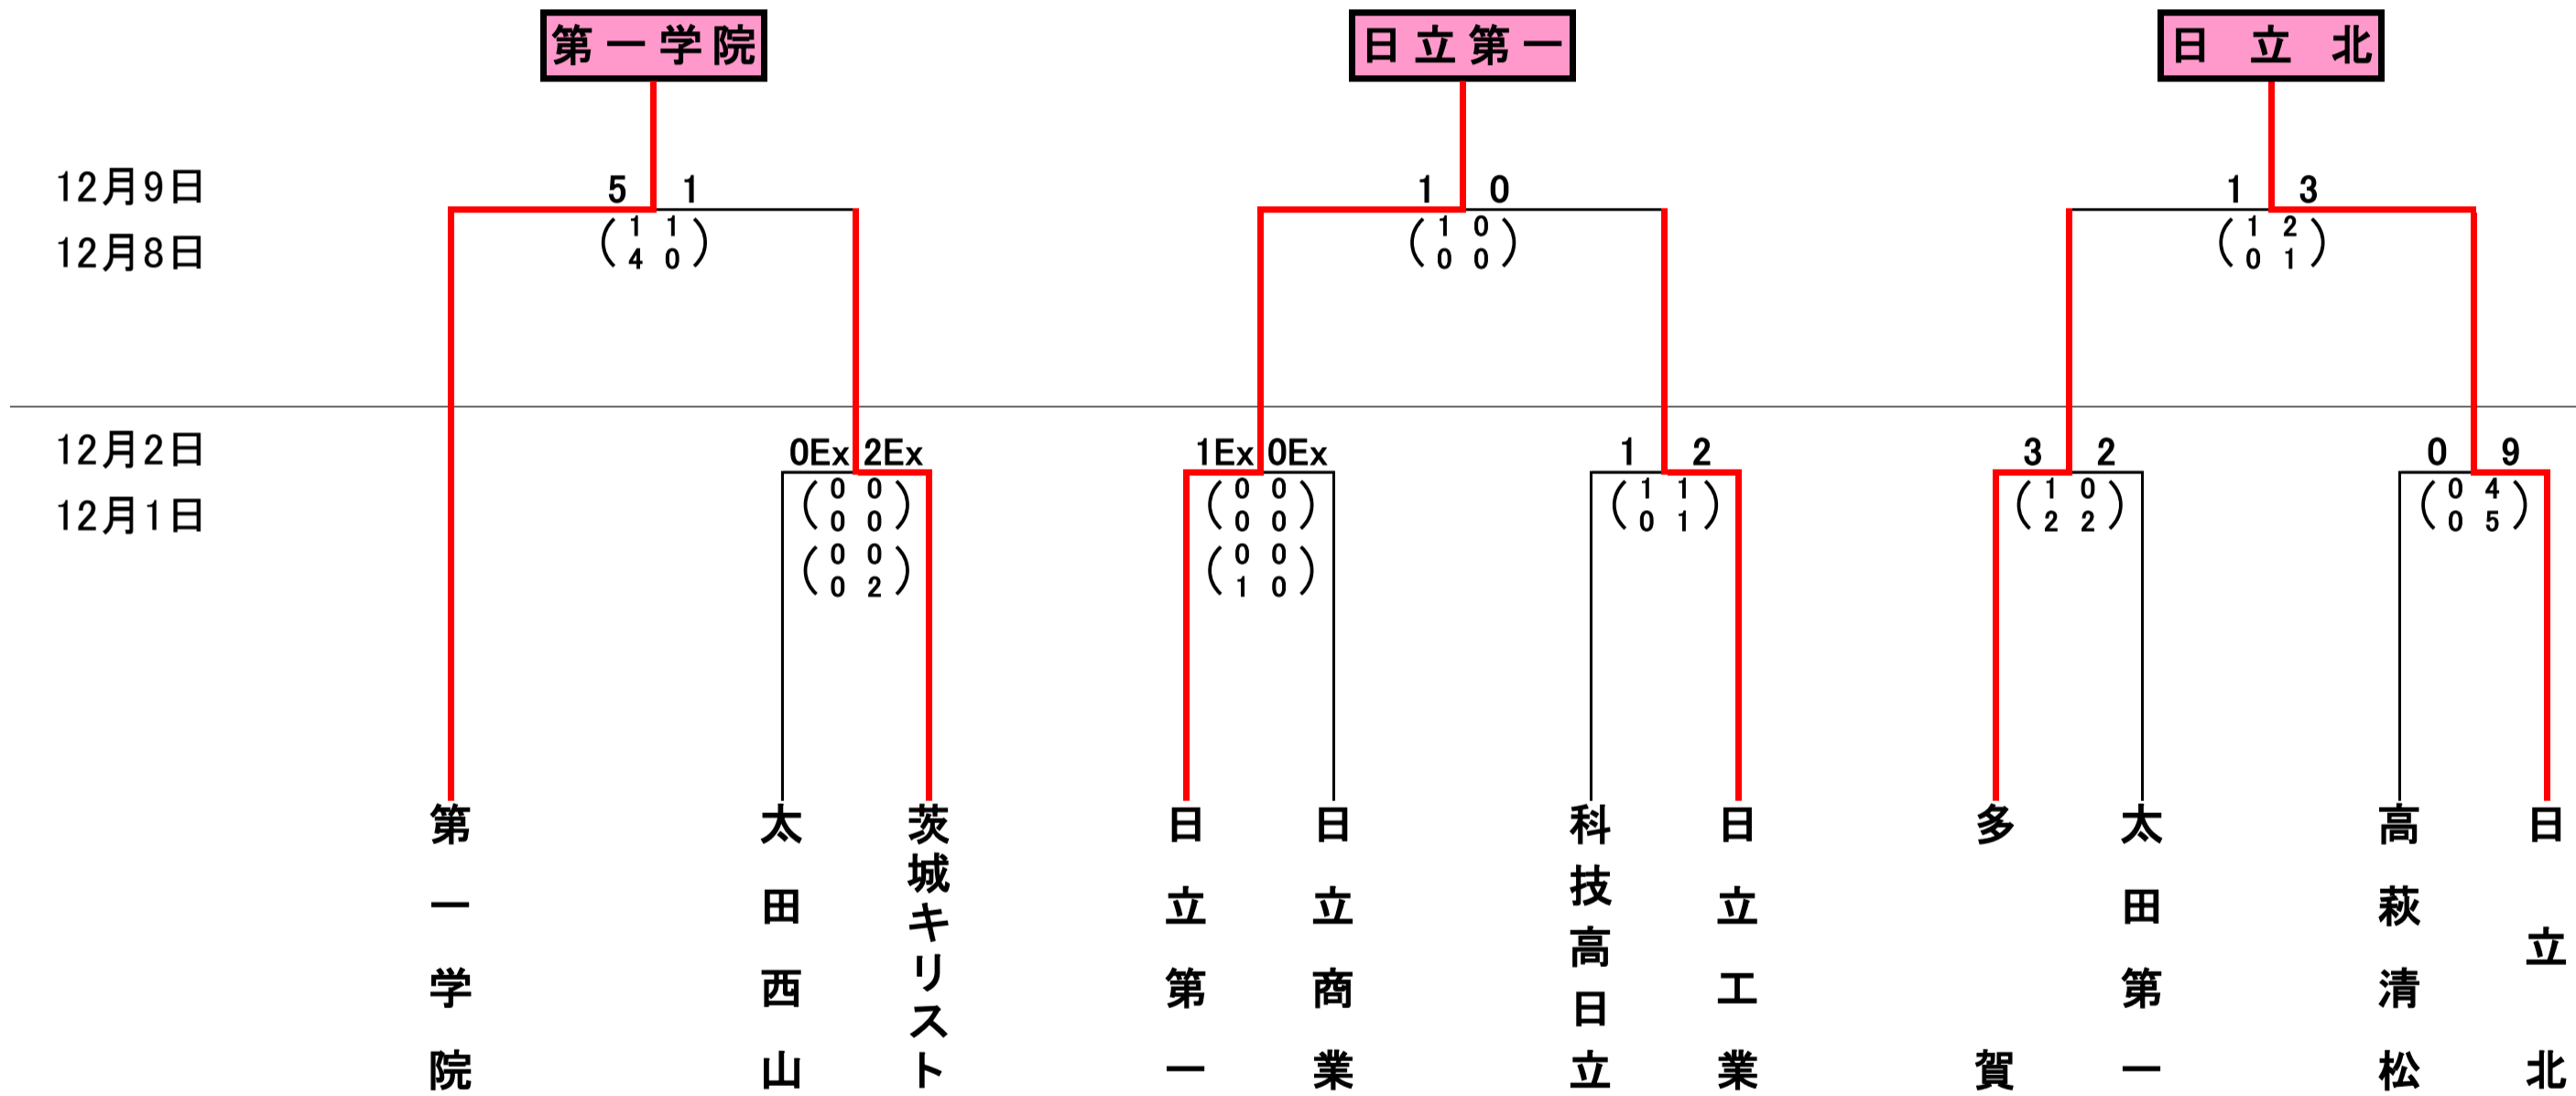 第一学院 日立第一 日立北
12月9日
5 1 1 0 1 3
12月8日
(1 1) (1 0) (1 2)
(4 0) (0 0) (0 1)
12月2日
0Ex 2Ex 1Ex 0Ex 1 2 3 2 0 9
12月1日
(0 0) (0 0) (1 1) (1 0) (0 4)
(0 0) (0 0) (0 1) (2 2) (0 5)
(0 0) (0 0)
(0 2) (1 0)
第一学院
太田西山
茨城キリスト
日立第一
日立商業
科技高日立
日立工業
多賀
太田第一
高萩清松
日立北